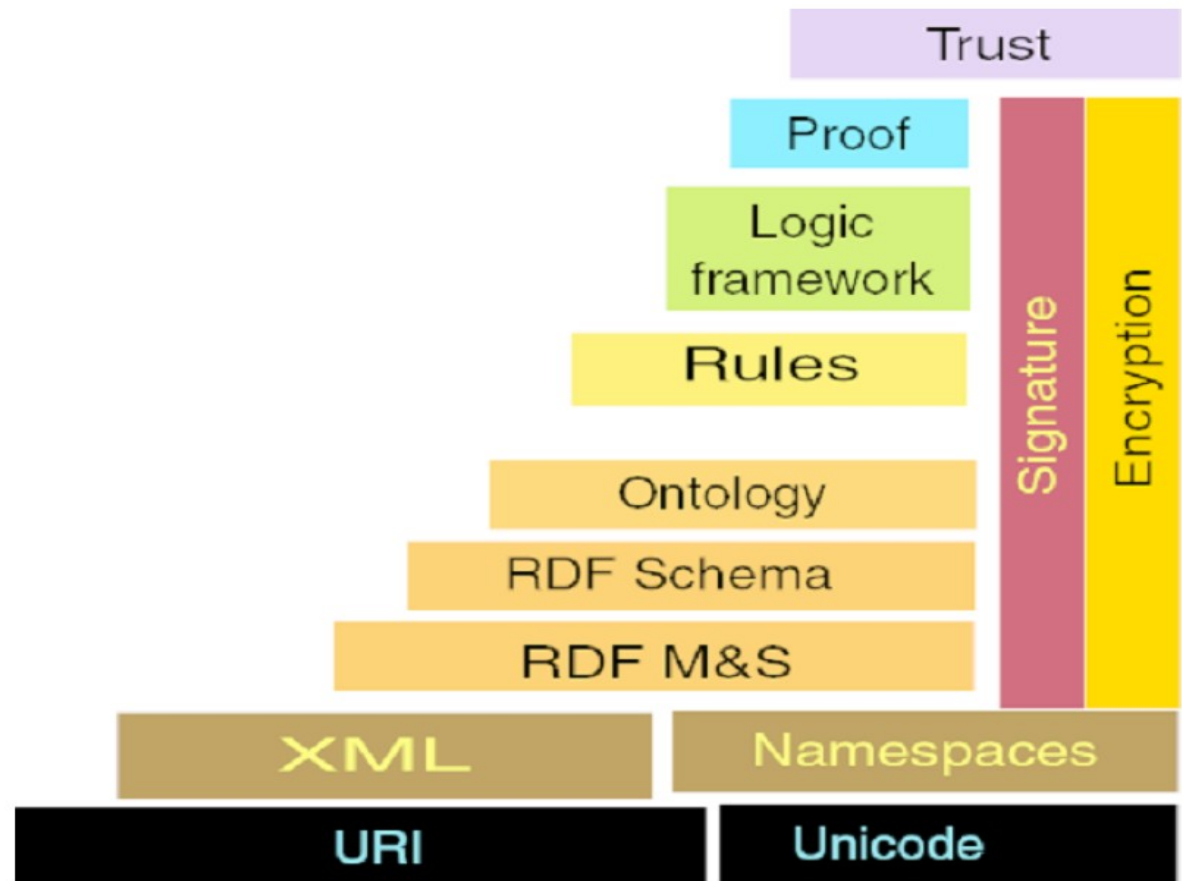 Trust
Proof
Logic
framework
Rules
Signature
Encryption
Ontology
RDF Schema
RDF M&S
XML
Namespaces
URI
Unicode